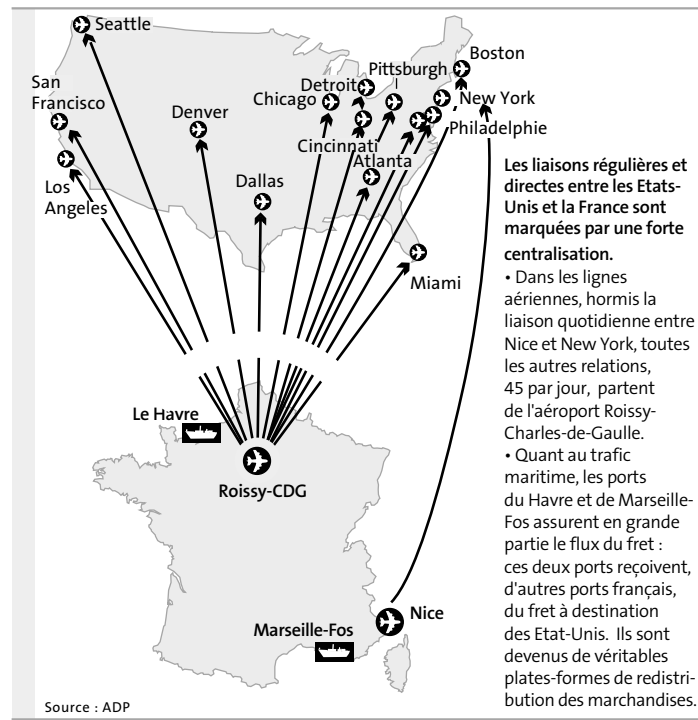 Seattle
Boston
Pittsburgh
Detroit
San
Francisco
Chicago
New York
Denver
Philadelphie
Cincinnati
Atlanta
Los
Angeles
Dallas
Miami
Les liaisons régulières et
directes entre les Etats-
Unis et la France sont
marquées par une forte
centralisation.
• Dans les lignes
aériennes, hormis la
liaison quotidienne entre
Nice et New York, toutes
les autres relations,
45 par jour, partent
de l'aéroport Roissy-
Charles-de-Gaulle.
• Quant au trafic
maritime, les ports
du Havre et de Marseille-
Fos assurent en grande
partie le flux du fret :
ces deux ports reçoivent,
d'autres ports français,
du fret à destination
des Etat-Unis. Ils sont
devenus de véritables
plates-formes de redistri-
bution des marchandises.
Le Havre
Roissy-CDG
Nice
Marseille-Fos
Source : ADP